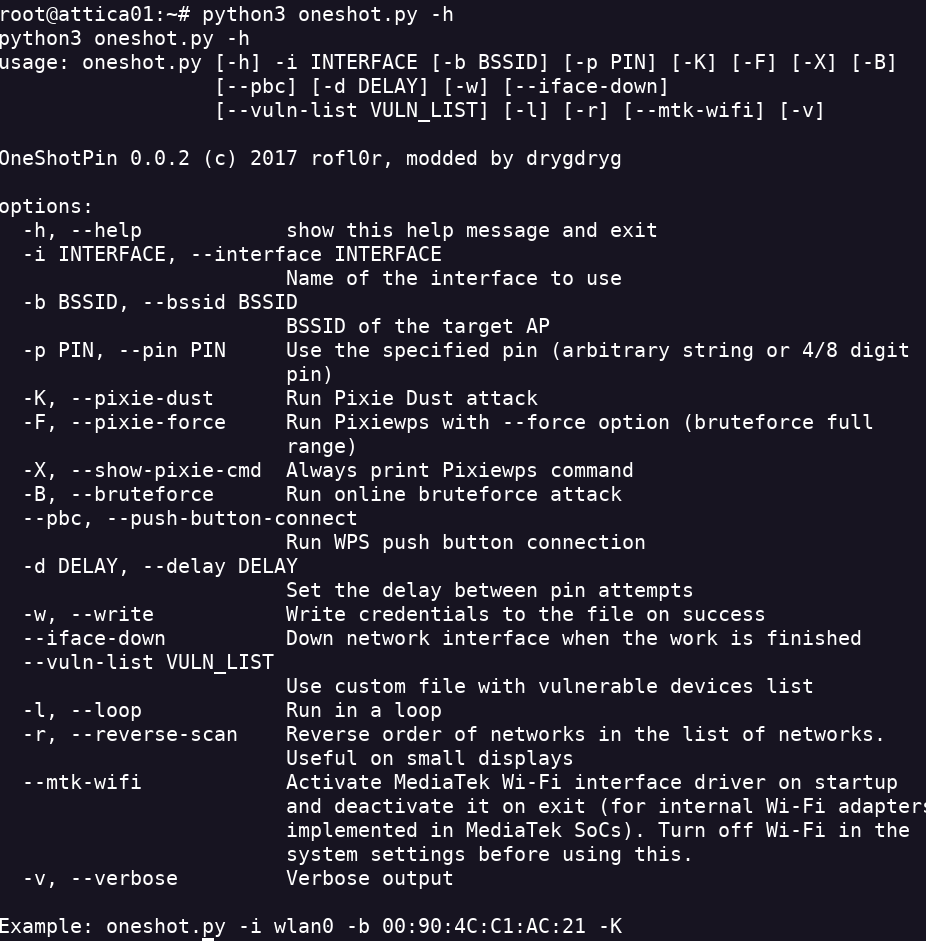 root@attica01:~# python3 oneshot.py -h
python3 oneshot.py -h
usage: oneshot.py [-h] -i INTERFACE [-b BSSID] [-p PIN] [-K] [-F] [-X] [-B]
                  [--pbc] [-d DELAY] [-w] [--iface-down]
                  [--vuln-list VULN_LIST] [-l] [-r] [--mtk-wifi] [-v]

OneShotPin 0.0.2 (c) 2017 rofl0r, modded by drygdryg

options:
  -h, --help            show this help message and exit
  -i INTERFACE, --interface INTERFACE
                        Name of the interface to use
  -b BSSID, --bssid BSSID
                        BSSID of the target AP
  -p PIN, --pin PIN     Use the specified pin (arbitrary string or 4/8 digit
                        pin)
  -K, --pixie-dust      Run Pixie Dust attack
  -F, --pixie-force     Run Pixiewps with --force option (bruteforce full
                        range)
  -X, --show-pixie-cmd  Always print Pixiewps command
  -B, --bruteforce      Run online bruteforce attack
  --pbc, --push-button-connect
                        Run WPS push button connection
  -d DELAY, --delay DELAY
                        Set the delay between pin attempts
  -w, --write           Write credentials to the file on success
  --iface-down          Down network interface when the work is finished
  --vuln-list VULN_LIST
                        Use custom file with vulnerable devices list
  -l, --loop            Run in a loop
  -r, --reverse-scan    Reverse order of networks in the list of networks.
                        Useful on small displays
  --mtk-wifi            Activate MediaTek Wi-Fi interface driver on startup
                        and deactivate it on exit (for internal Wi-Fi adapters
                        implemented in MediaTek SoCs). Turn off Wi-Fi in the
                        system settings before using this.
  -v, --verbose         Verbose output

Example: oneshot.py -i wlan0 -b 00:90:4C:C1:AC:21 -K